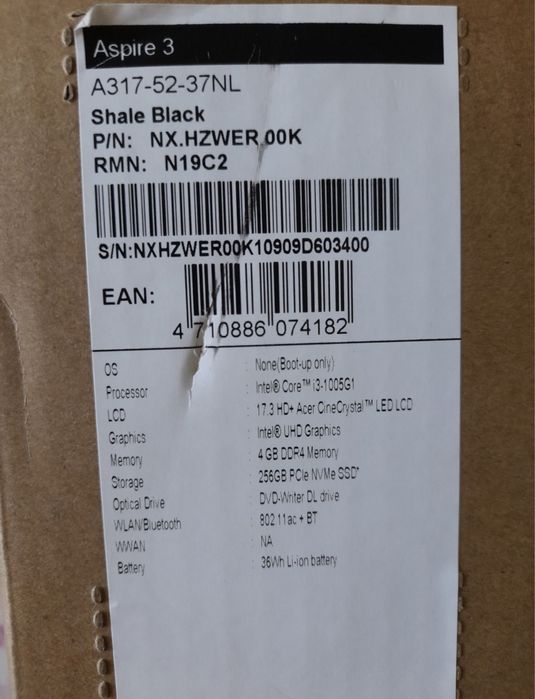 Aspire 3
A317-52-37NL
Shale Black
P/N: NX.HZWER.00K
RMN: N19C2
S/N:NXHZWER00K10909D603400
EAN:
4 710886 074182
OS : None(Boot-up only)
Processor : Intel® Core™ i3-1005G1
LCD : 17.3 HD+ Acer CineCrystal™ LED LCD
Graphics : Intel® UHD Graphics
Memory : 4 GB DDR4 Memory
Storage : 256GB PCIe NVMe SSD*
Optical Drive : DVD-Writer DL drive
WLAN/Bluetooth : 802.11ac + BT
WWAN : NA
Battery : 36Wh Li-ion battery